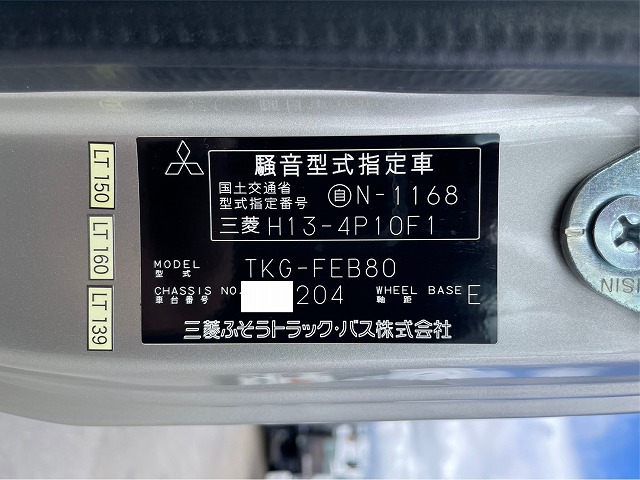 騒音型式指定車
国土交通省
型式指定番号 自N-1168
三菱 H13-4P10F1
MODEL
型式 TKG-FEB80
CHASSIS NO.
車台番号 204
WHEEL BASE
軸距 E
三菱ふそうトラック・バス株式会社
LT 150
LT 160
LT 139
NISIN